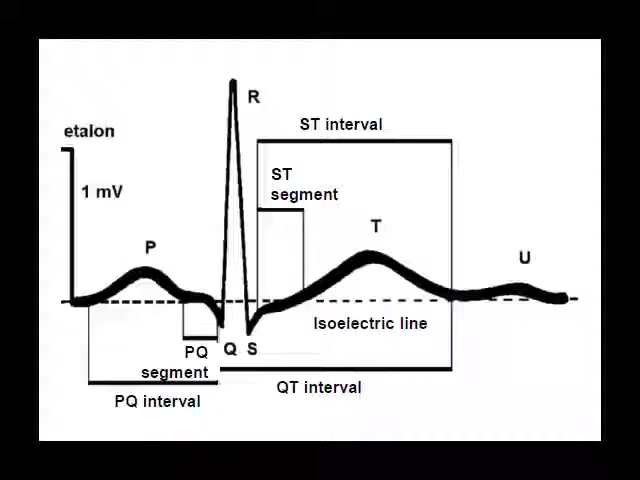 R
ST interval
etalon
ST
segment
1 mV
T
P
U
Isoelectric line
Q S
PQ
segment
QT interval
PQ interval